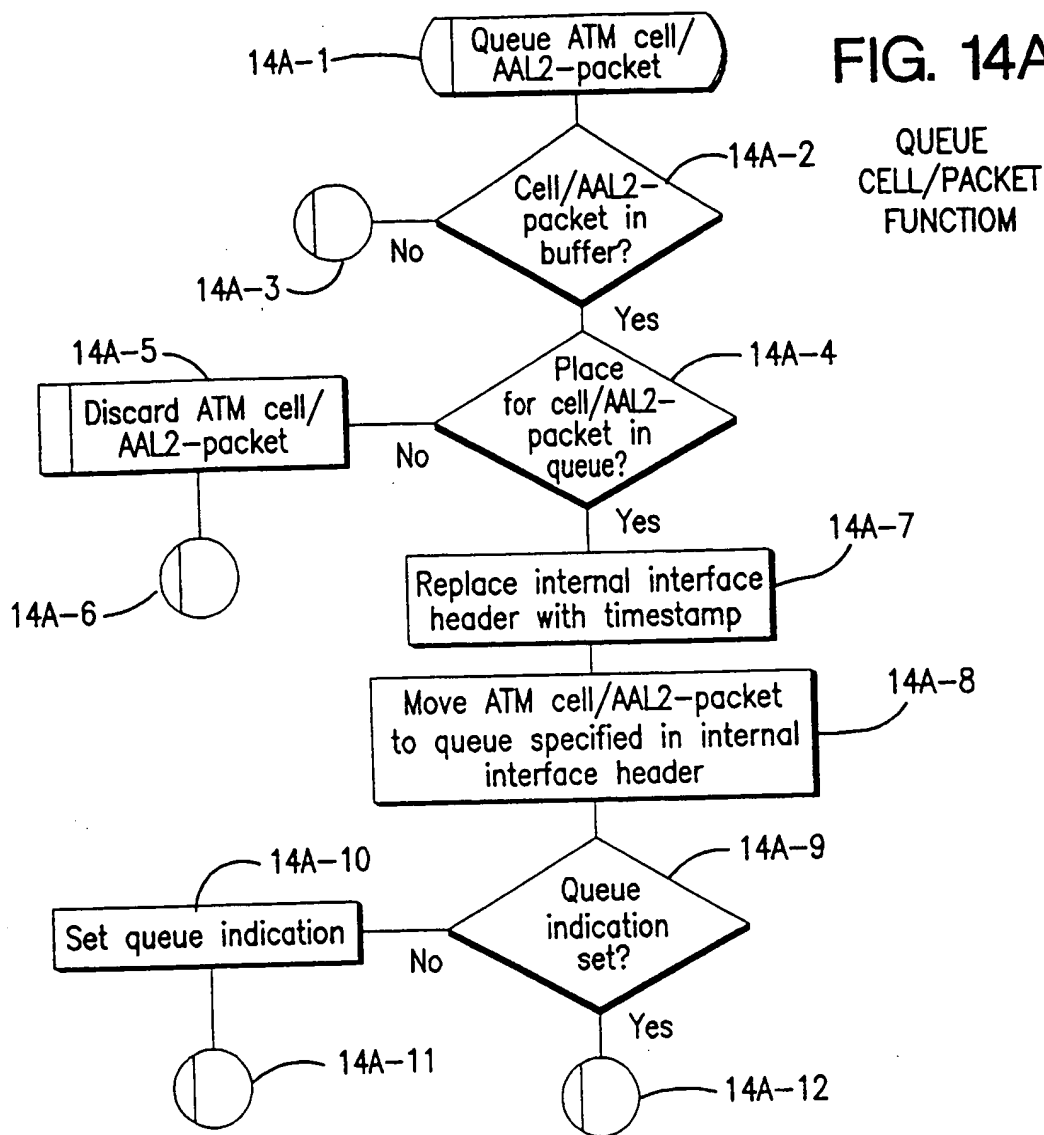 FIG. 14A
QUEUE
CELL/PACKET
FUNCTIOM
14A-1
Queue ATM cell/
AAL2-packet
14A-2
Cell/AAL2-
packet in
buffer?
No
14A-3
Yes
14A-4
Place
for cell/AAL2-
packet in
queue?
14A-5
Discard ATM cell/
AAL2-packet
No
14A-6
Yes
14A-7
Replace internal interface
header with timestamp
14A-8
Move ATM cell/AAL2-packet
to queue specified in internal
interface header
14A-9
Queue
indication
set?
14A-10
Set queue indication
No
14A-11
Yes
14A-12